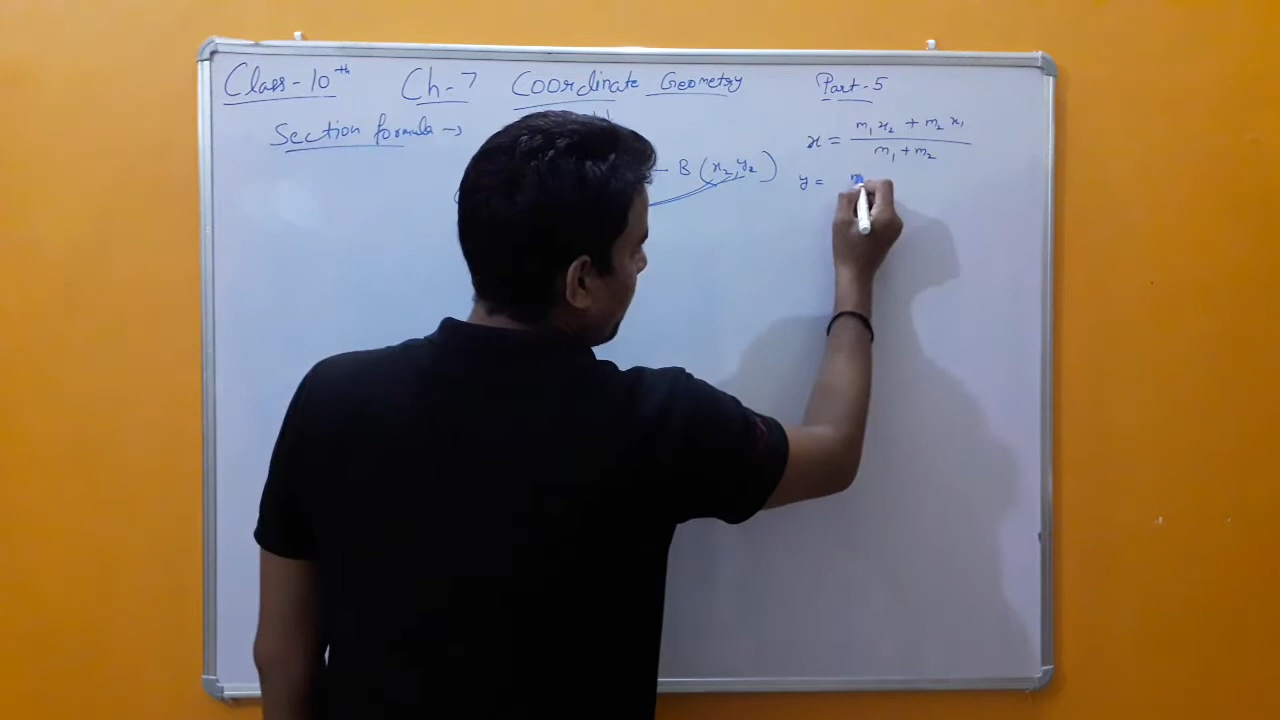 Class-10th Ch-7 Coordinate Geometry Part-5
Section formula →
x = m₁x₂ + m₂x₁ / m₁+m₂
B (x₂,y₂)
y = m